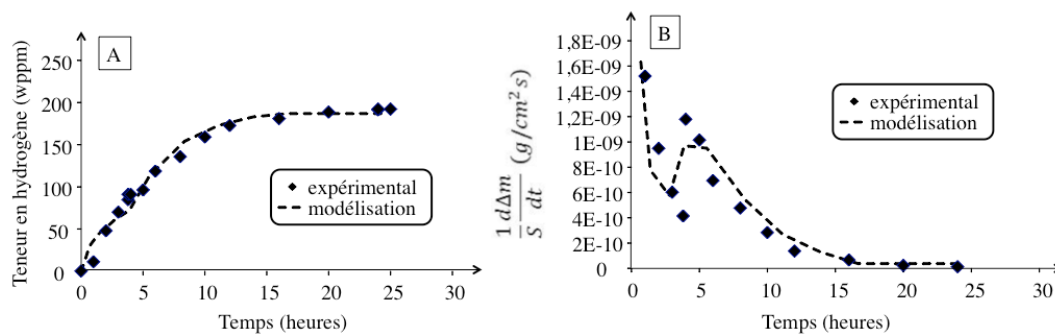 A
Teneur en hydrogène (wppm)
250
200
150
100
50
0
0 5 10 15 20 25 30
Temps (heures)
expérimental
modélisation
B
1/S dΔm/dt (g/cm² s)
1,8E-09
1,6E-09
1,4E-09
1,2E-09
1E-09
8E-10
6E-10
4E-10
2E-10
0
0 5 10 15 20 25 30
Temps (heures)
expérimental
modélisation